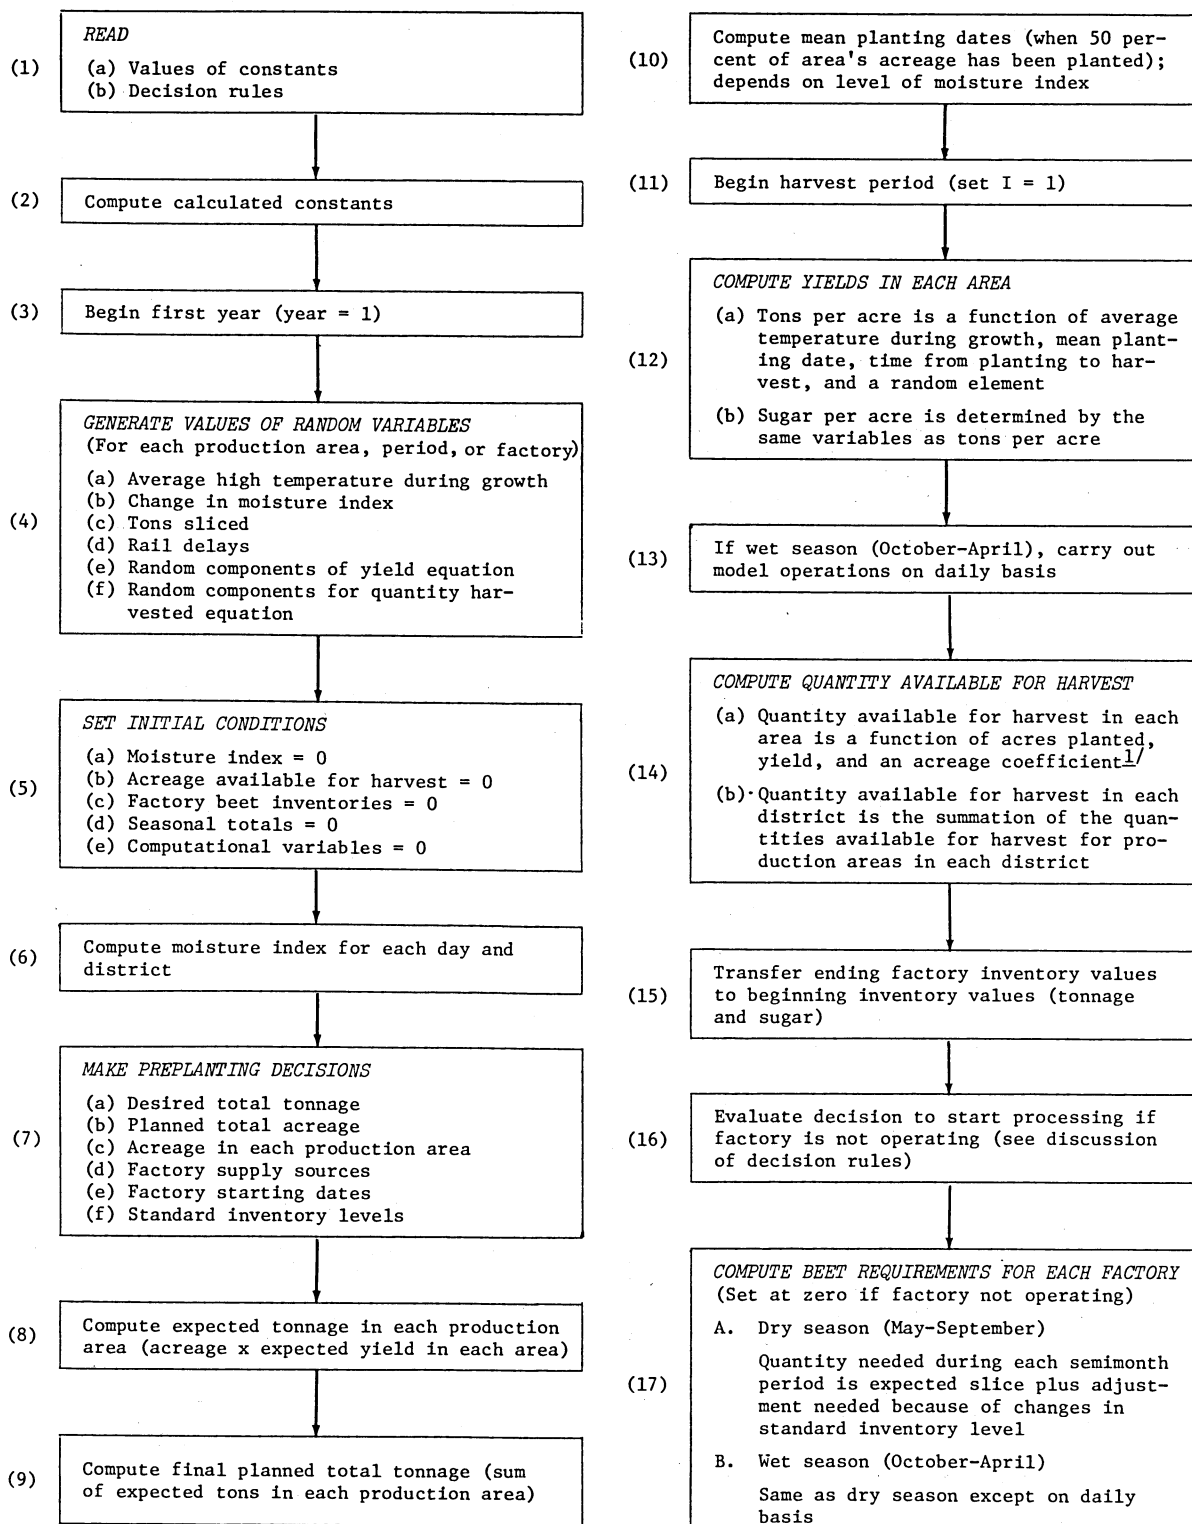 (1)
READ
(a) Values of constants
(b) Decision rules
(2)
Compute calculated constants
(3)
Begin first year (year = 1)
(4)
GENERATE VALUES OF RANDOM VARIABLES
(For each production area, period, or factory)
(a) Average high temperature during growth
(b) Change in moisture index
(c) Tons sliced
(d) Rail delays
(e) Random components of yield equation
(f) Random components for quantity har-
vested equation
(5)
SET INITIAL CONDITIONS
(a) Moisture index = 0
(b) Acreage available for harvest = 0
(c) Factory beet inventories = 0
(d) Seasonal totals = 0
(e) Computational variables = 0
(6)
Compute moisture index for each day and
district
(7)
MAKE PREPLANTING DECISIONS
(a) Desired total tonnage
(b) Planned total acreage
(c) Acreage in each production area
(d) Factory supply sources
(e) Factory starting dates
(f) Standard inventory levels
(8)
Compute expected tonnage in each production
area (acreage x expected yield in each area)
(9)
Compute final planned total tonnage (sum
of expected tons in each production area)
(10)
Compute mean planting dates (when 50 per-
cent of area's acreage has been planted);
depends on level of moisture index
(11)
Begin harvest period (set I = 1)
(12)
COMPUTE YIELDS IN EACH AREA
(a) Tons per acre is a function of average
temperature during growth, mean plant-
ing date, time from planting to har-
vest, and a random element
(b) Sugar per acre is determined by the
same variables as tons per acre
(13)
If wet season (October-April), carry out
model operations on daily basis
(14)
COMPUTE QUANTITY AVAILABLE FOR HARVEST
(a) Quantity available for harvest in each
area is a function of acres planted,
yield, and an acreage coefficient 1/
(b) Quantity available for harvest in each
district is the summation of the quan-
tities available for harvest for pro-
duction areas in each district
(15)
Transfer ending factory inventory values
to beginning inventory values (tonnage
and sugar)
(16)
Evaluate decision to start processing if
factory is not operating (see discussion
of decision rules)
(17)
COMPUTE BEET REQUIREMENTS FOR EACH FACTORY
(Set at zero if factory not operating)
A. Dry season (May-September)
Quantity needed during each semimonth
period is expected slice plus adjust-
ment needed because of changes in
standard inventory level
B. Wet season (October-April)
Same as dry season except on daily
basis